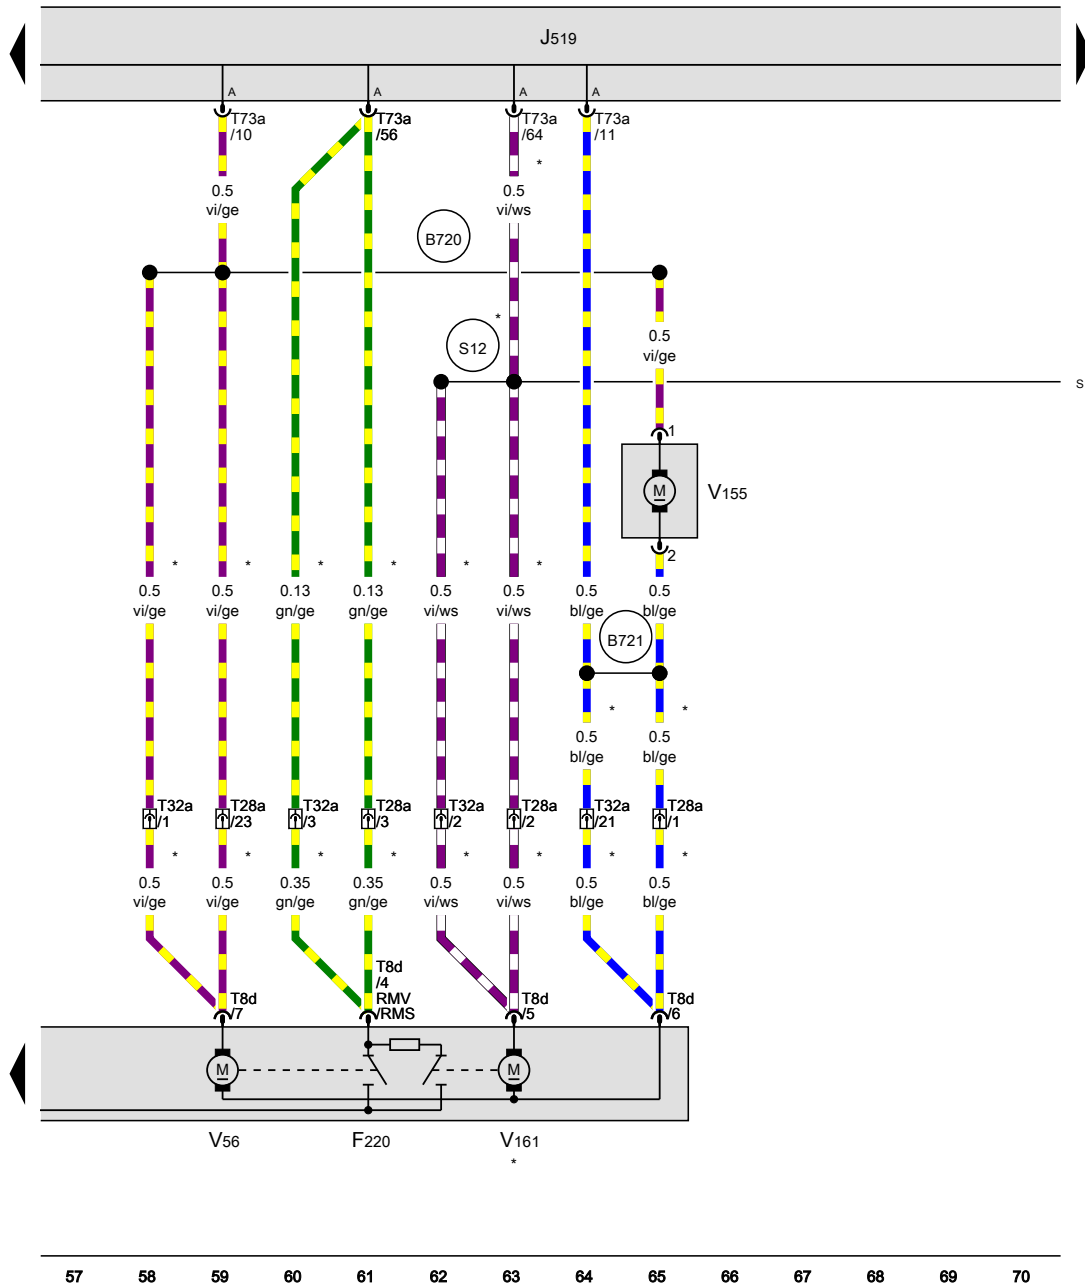 J519
A A A A
T73a T73a T73a T73a
/10 /56 /64 /11
*
0.5 0.5
vi/ge vi/ws
B720
*
0.5
S12 vi/ge
S
1
M V155
2
* * * * * *
0.5 0.5 0.13 0.13 0.5 0.5 0.5 0.5
vi/ge vi/ge gn/ge gn/ge vi/ws vi/ws bl/ge bl/ge
B721
* *
0.5 0.5
bl/ge bl/ge
T32a T28a T32a T28a T32a T28a T32a T28a
/1 /23 /3 /3 /2 /2 /21 /1
* * * * * * * *
0.5 0.5 0.35 0.35 0.5 0.5 0.5 0.5
vi/ge vi/ge gn/ge gn/ge vi/ws vi/ws bl/ge bl/ge
T8d
/4
T8d RMV T8d T8d
/7 /RMS /5 /6
M M
V56 F220 V161
*
57 58 59 60 61 62 63 64 65 66 67 68 69 70